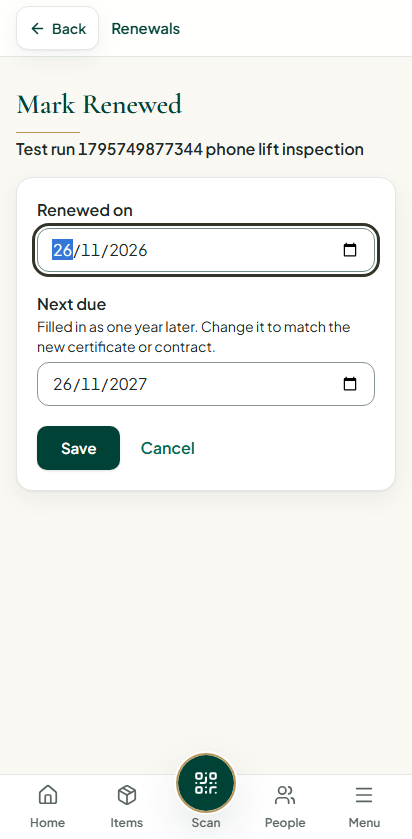 Back
Renewals
Mark Renewed
Test run 1795749877344 phone lift inspection
Renewed on
26/11/2026
Next due
Filled in as one year later. Change it to match the
new certificate or contract.
26/11/2027
Save
Cancel
Home
Items
Scan
People
Menu